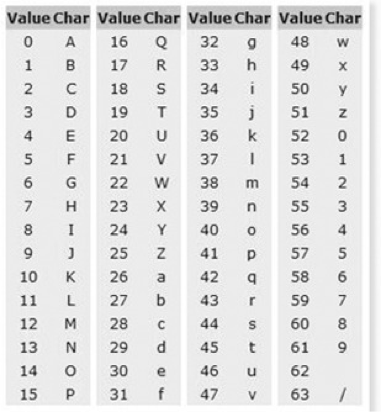 Value Char Value Char Value Char Value Char
0 A 16 Q 32 g 48 w
1 B 17 R 33 h 49 x
2 C 18 S 34 i 50 y
3 D 19 T 35 j 51 z
4 E 20 U 36 k 52 0
5 F 21 V 37 l 53 1
6 G 22 W 38 m 54 2
7 H 23 X 39 n 55 3
8 I 24 Y 40 o 56 4
9 J 25 Z 41 p 57 5
10 K 26 a 42 q 58 6
11 L 27 b 43 r 59 7
12 M 28 c 44 s 60 8
13 N 29 d 45 t 61 9
14 O 30 e 46 u 62
15 P 31 f 47 v 63 /